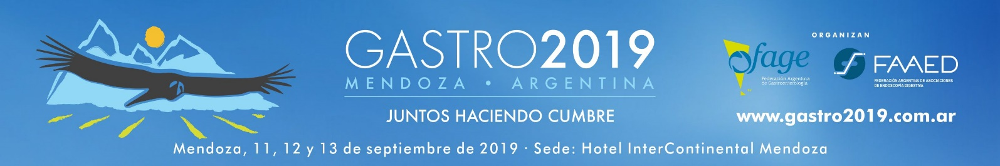 GASTRO2019
MENDOZA • ARGENTINA
JUNTOS HACIENDO CUMBRE
Mendoza, 11, 12 y 13 de septiembre de 2019 · Sede: Hotel InterContinental Mendoza
ORGANIZAN
fage
Federación Argentina
de Gastroenterología
FAAED
FEDERACIÓN ARGENTINA DE ASOCIACIONES
DE ENDOSCOPIA DIGESTIVA
www.gastro2019.com.ar